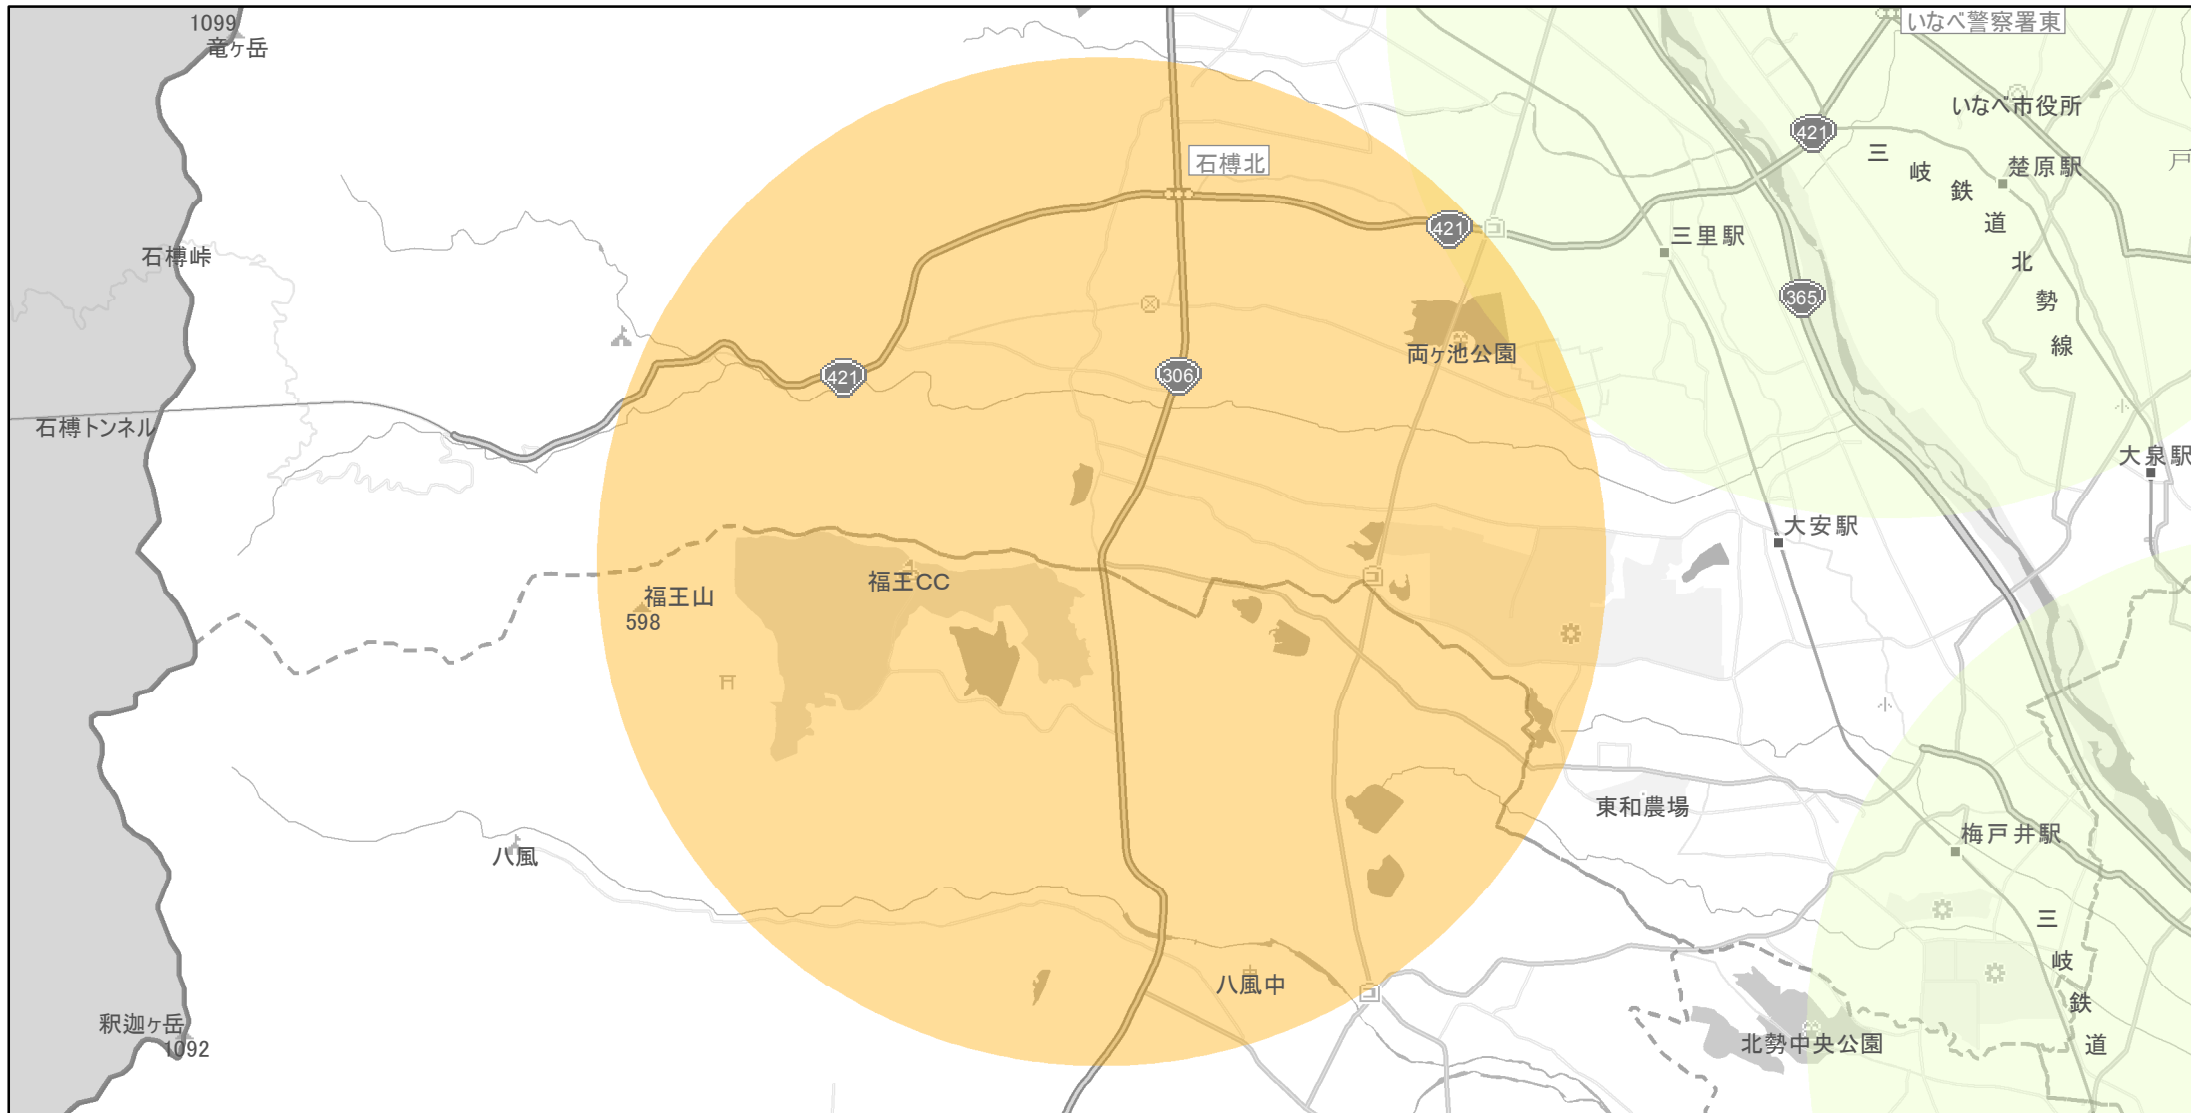 1099
竜ヶ岳
いなべ警察署東
いなべ市役所
421
石榑北
楚原駅
戸
三岐鉄道北勢線
421
三里駅
石榑峠
365
両ヶ池公園
421
306
石榑トンネル
大泉駅
小
大安駅
福王CC
福王山
598
小
東和農場
梅戸井駅
八風
三岐鉄道
中
八風中
釈迦ヶ岳
1092
北勢中央公園